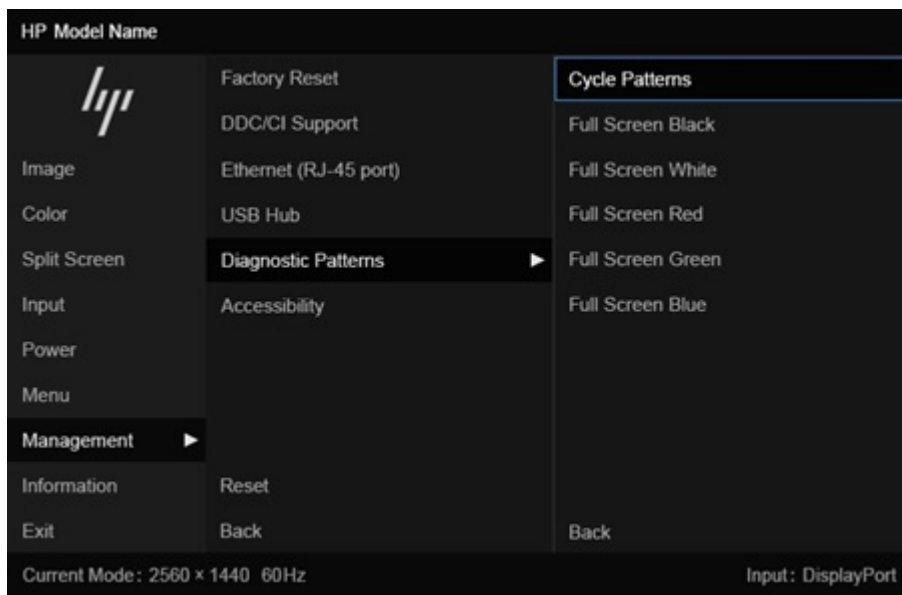 HP Model Name
hp
Image
Color
Split Screen
Input
Power
Menu
Management
Information
Exit
Factory Reset
DDC/CI Support
Ethernet (RJ-45 port)
USB Hub
Diagnostic Patterns
Accessibility
Reset
Back
Cycle Patterns
Full Screen Black
Full Screen White
Full Screen Red
Full Screen Green
Full Screen Blue
Back
Current Mode: 2560 × 1440 60Hz
Input: DisplayPort